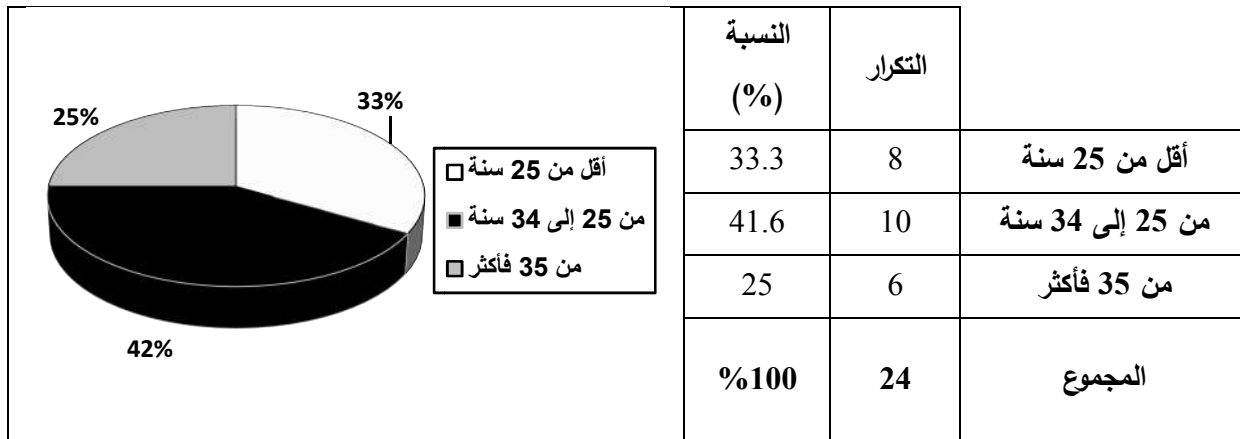 التكرار
النسبة
(%)
أقل من 25 سنة
8
33.3
من 25 إلى 34 سنة
10
41.6
من 35 فأكثر
6
25
المجموع
24
%100
33%
25%
42%
أقل من 25 سنة
من 25 إلى 34 سنة
من 35 فأكثر